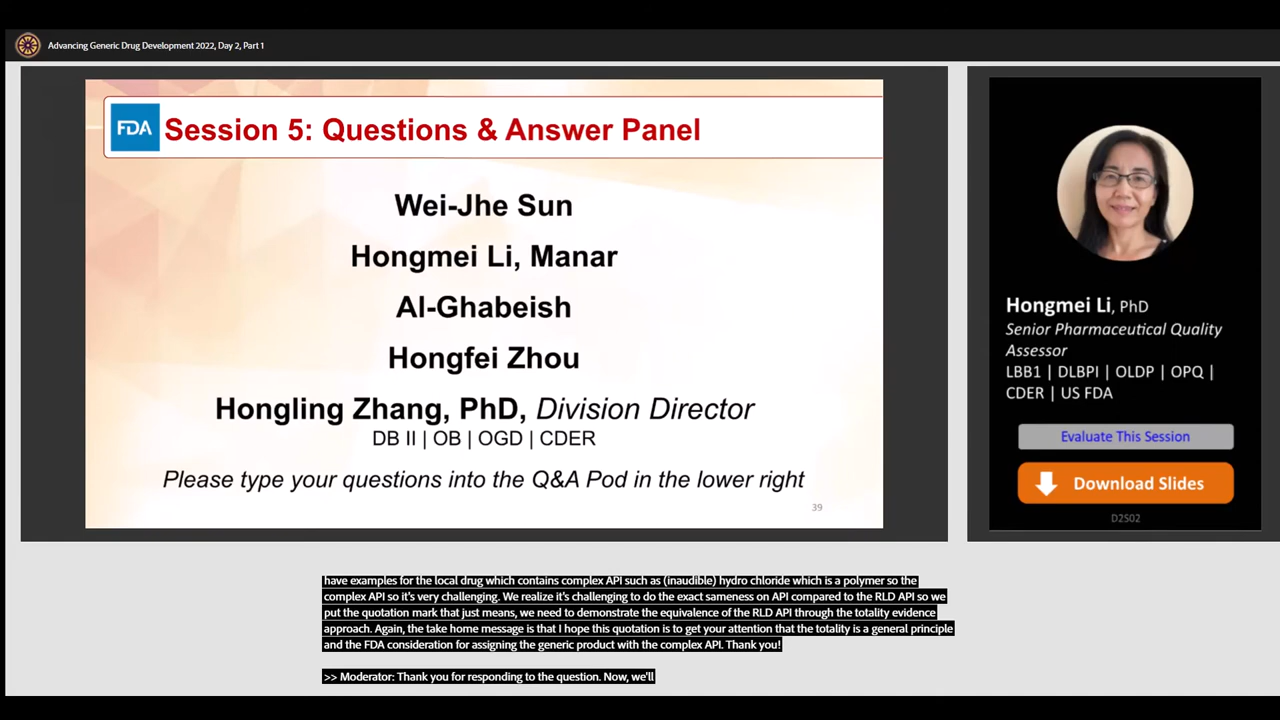 Advancing Generic Drug Development 2022, Day 2, Part 1
FDA
Session 5: Questions & Answer Panel
Wei-Jhe Sun
Hongmei Li, Manar
Al-Ghabeish
Hongfei Zhou
Hongling Zhang, PhD, Division Director
DB II | OB | OGD | CDER
Please type your questions into the Q&A Pod in the lower right
39
Hongmei Li, PhD
Senior Pharmaceutical Quality
Assessor
LBB1 | DLBPI | OLDP | OPQ |
CDER | US FDA
Evaluate This Session
Download Slides
D2S02
have examples for the local drug which contains complex API such as (inaudible) hydro chloride which is a polymer so the
complex API so it's very challenging. We realize it's challenging to do the exact sameness on API compared to the RLD API so we
put the quotation mark that just means, we need to demonstrate the equivalence of the RLD API through the totality evidence
approach. Again, the take home message is that I hope this quotation is to get your attention that the totality is a general principle
and the FDA consideration for assigning the generic product with the complex API. Thank you!
>> Moderator: Thank you for responding to the question. Now, we'll